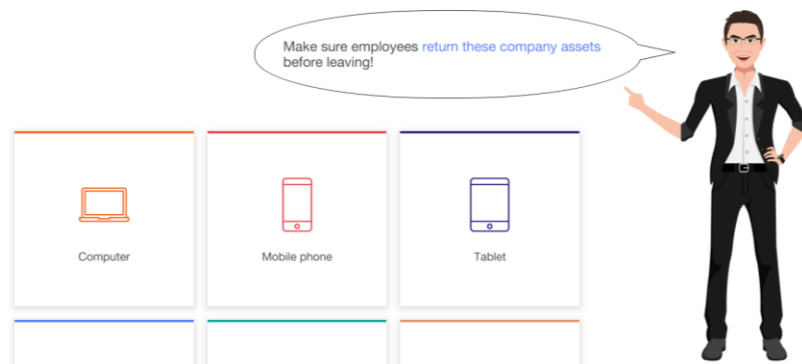 Make sure employees return these company assets
before leaving!
Computer
Mobile phone
Tablet